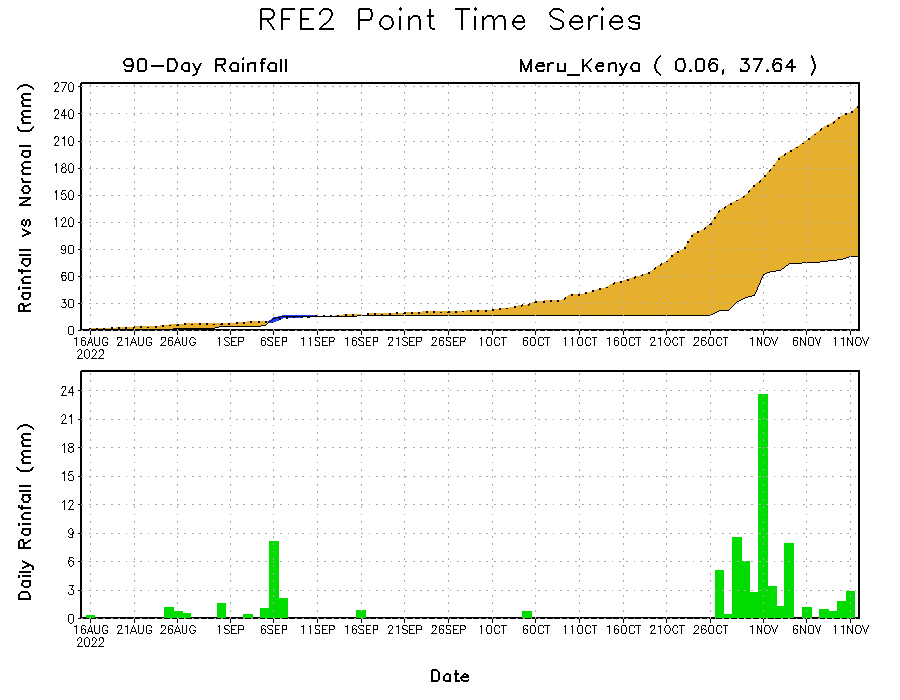 RFE2 Point Time Series
90-Day Rainfall
Meru_Kenya ( 0.06, 37.64 )
Rainfall vs Normal (mm)
270
240
210
180
150
120
90
60
30
0
16AUG 21AUG 26AUG 1SEP 6SEP 11SEP 16SEP 21SEP 26SEP 1OCT 6OCT 11OCT 16OCT 21OCT 26OCT 1NOV 6NOV 11NOV
2022
Daily Rainfall (mm)
24
21
18
15
12
9
6
3
0
16AUG 21AUG 26AUG 1SEP 6SEP 11SEP 16SEP 21SEP 26SEP 1OCT 6OCT 11OCT 16OCT 21OCT 26OCT 1NOV 6NOV 11NOV
2022
Date